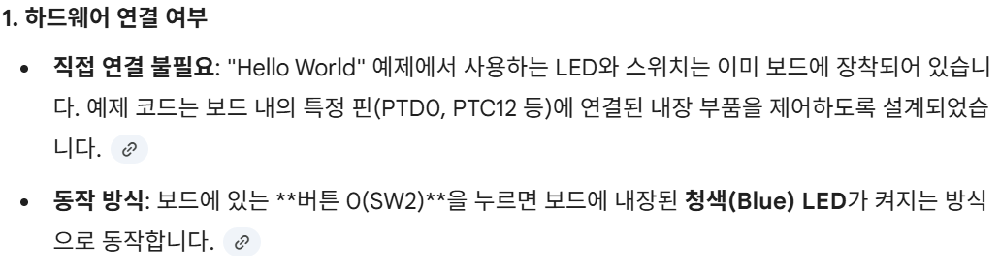 1. 하드웨어 연결 여부
• 직접 연결 불필요: "Hello World" 예제에서 사용하는 LED와 스위치는 이미 보드에 장착되어 있습니
다. 예제 코드는 보드 내의 특정 핀(PTD0, PTC12 등)에 연결된 내장 부품을 제어하도록 설계되었습
니다.
• 동작 방식: 보드에 있는 **버튼 0(SW2)**을 누르면 보드에 내장된 청색(Blue) LED가 켜지는 방식
으로 동작합니다.